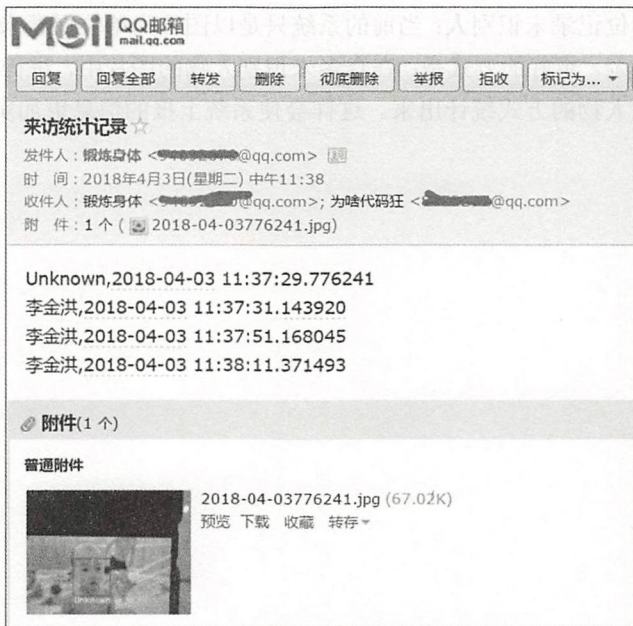 MAil QQ邮箱
mail.qq.com
回复 回复全部 转发 删除 彻底删除 举报 拒收 标记为...
来访统计记录☆
发件人：锻炼身体 <@qq.com>
时 间：2018年4月3日(星期二) 中午11:38
收件人：锻炼身体 <@qq.com>; 为啥代码狂 <@qq.com>
附 件：1 个 ( 2018-04-03776241.jpg)
Unknown,2018-04-03 11:37:29.776241
李金洪,2018-04-03 11:37:31.143920
李金洪,2018-04-03 11:37:51.168045
李金洪,2018-04-03 11:38:11.371493
附件(1 个)
普通附件
2018-04-03776241.jpg (67.02K)
预览 下载 收藏 转存
Unknown